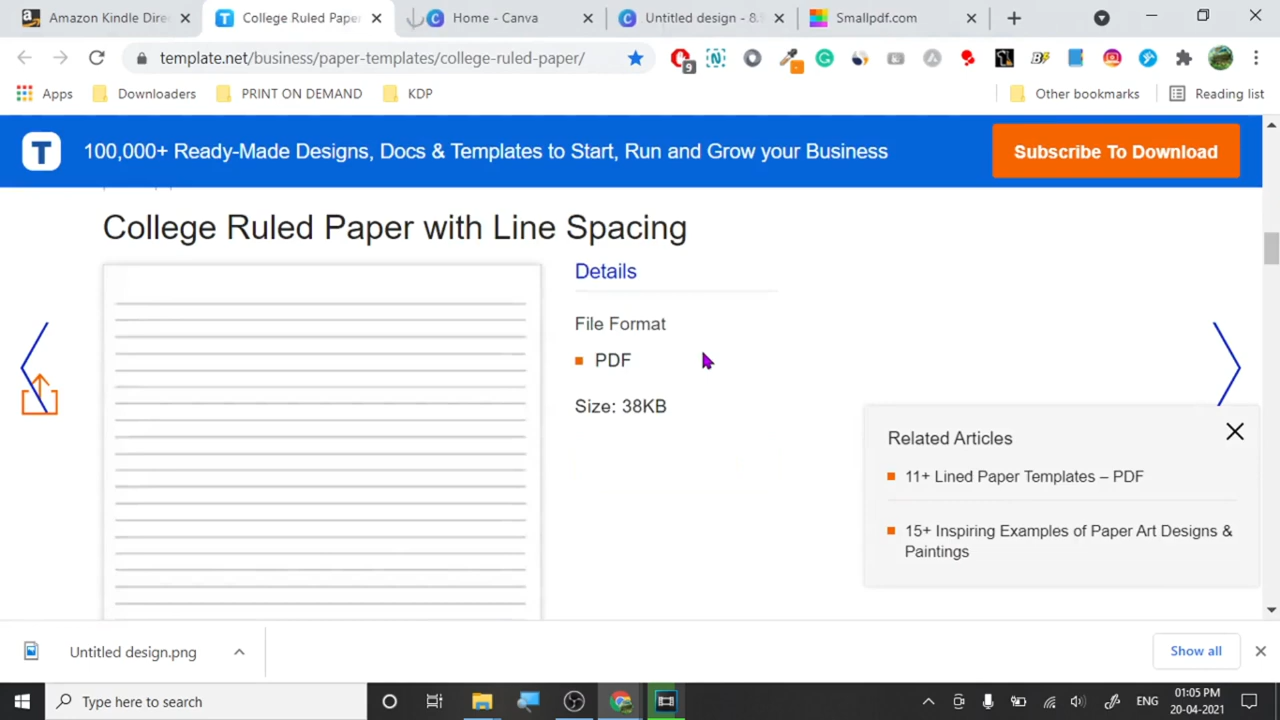 Amazon Kindle Dire
College Ruled Pape
Home - Canva
Untitled design - 8.
Smallpdf.com
template.net/business/paper-templates/college-ruled-paper/
9
Apps
Downloaders
PRINT ON DEMAND
KDP
Other bookmarks
Reading list
T
100,000+ Ready-Made Designs, Docs & Templates to Start, Run and Grow your Business
Subscribe To Download
College Ruled Paper with Line Spacing
Details
File Format
PDF
Size: 38KB
Related Articles
11+ Lined Paper Templates – PDF
15+ Inspiring Examples of Paper Art Designs &
Paintings
Untitled design.png
Show all
Type here to search
ENG
01:05 PM
20-04-2021